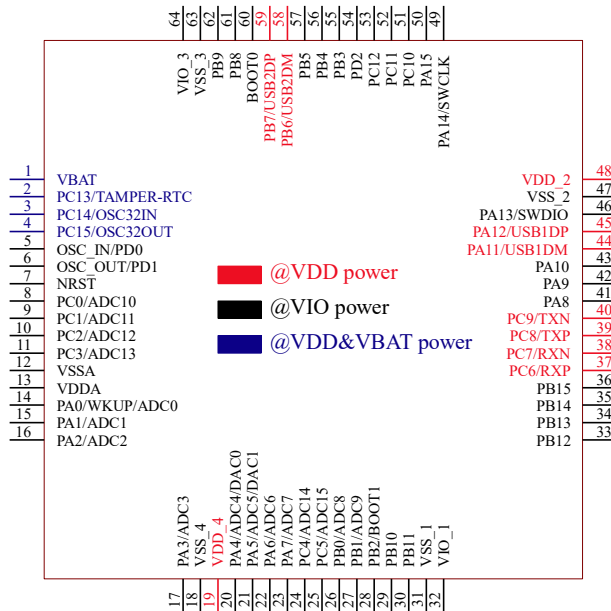 64 63 62 61 60 59 58 57 56 55 54 53 52 51 50 49
VIO_3
VSS_3
PB9
PB8
BOOT0
PB7/USB2DP
PB6/USB2DM
PB5
PB4
PB3
PD2
PC12
PC11
PC10
PA15
PA14/SWCLK
1 VBAT
2 PC13/TAMPER-RTC
3 PC14/OSC32IN
4 PC15/OSC32OUT
5 OSC_IN/PD0
6 OSC_OUT/PD1
7 NRST
8 PC0/ADC10
9 PC1/ADC11
10 PC2/ADC12
11 PC3/ADC13
12 VSSA
13 VDDA
14 PA0/WKUP/ADC0
15 PA1/ADC1
16 PA2/ADC2
@VDD power
@VIO power
@VDD&VBAT power
VDD_2 48
VSS_2 47
PA13/SWDIO 46
PA12/USB1DP 45
PA11/USB1DM 44
PA10 43
PA9 42
PA8 41
PC9/TXN 40
PC8/TXP 39
PC7/RXN 38
PC6/RXP 37
PB15 36
PB14 35
PB13 34
PB12 33
PA3/ADC3
VSS_4
VDD_4
PA4/ADC4/DAC0
PA5/ADC5/DAC1
PA6/ADC6
PA7/ADC7
PC4/ADC14
PC5/ADC15
PB0/ADC8
PB1/ADC9
PB2/BOOT1
PB10
PB11
VSS_1
VIO_1
17 18 19 20 21 22 23 24 25 26 27 28 29 30 31 32